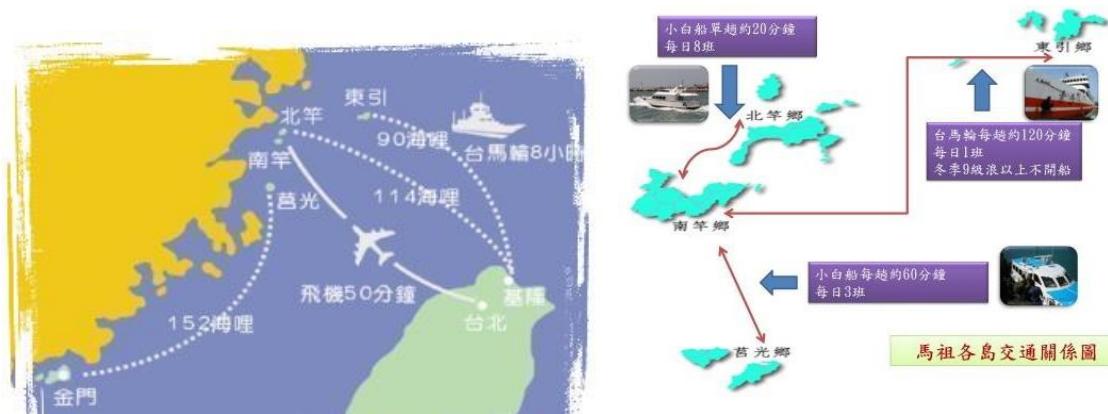 東引
北竿
90海哩
南竿
台馬輪8小時
莒光
114海哩
飛機50分鐘
基隆
台北
152海哩
金門
小白船單趟約20分鐘
每日8班
東引鄉
北竿鄉
台馬輪每趟約120分鐘
每日1班
冬季9級浪以上不開船
南竿鄉
小白船每趟約60分鐘
每日3班
莒光鄉
馬祖各島交通關係圖